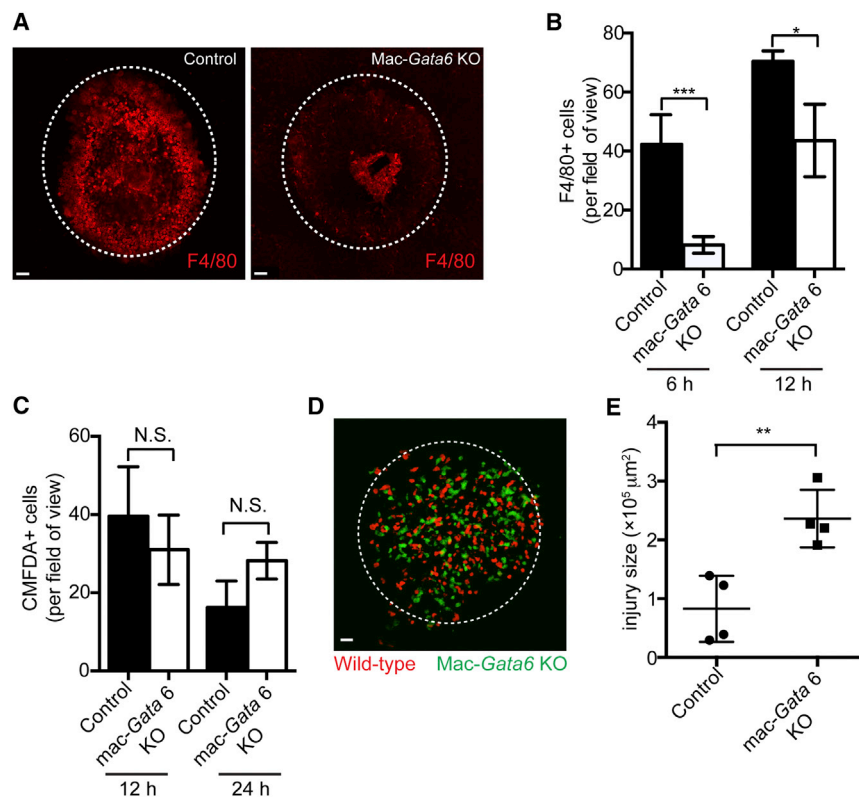 A
Control
F4/80
Mac-Gata6 KO
F4/80
B
F4/80+ cells
(per field of view)
80
60
40
20
0
***
*
Control
mac-Gata 6
KO
Control
mac-Gata 6
KO
6 h
12 h
C
CMFDA+ cells
(per field of view)
60
40
20
0
N.S.
N.S.
Control
mac-Gata 6
KO
Control
mac-Gata 6
KO
12 h
24 h
D
Wild-type
Mac-Gata6 KO
E
injury size (×10⁵ μm²)
4
3
2
1
0
**
Control
mac-Gata 6
KO